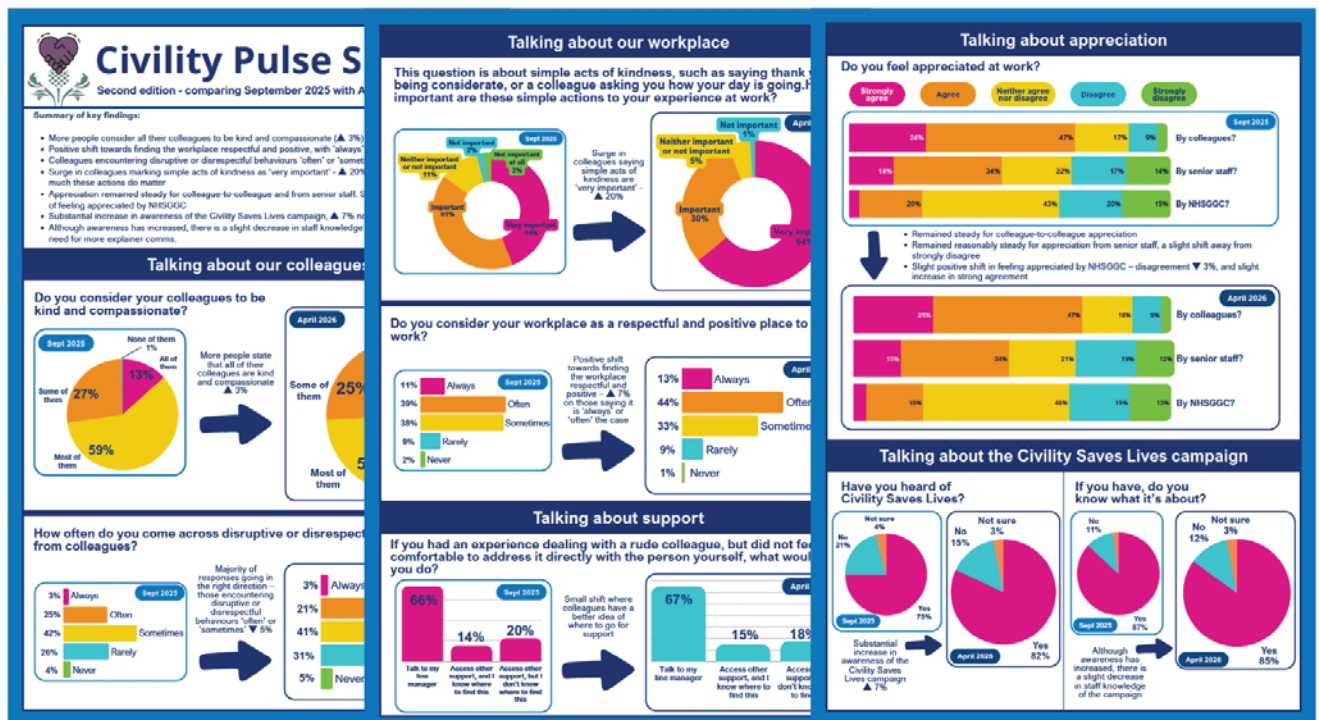 Civility Pulse S
Second edition - comparing September 2025 with A
Summary of key findings:
• More people consider all their colleagues to be kind and compassionate (▲ 3%)
• Positive shift towards finding the workplace respectful and positive, with 'always'
• Colleagues encountering disruptive or disrespectful behaviours 'often' or 'somet
• Surge in colleagues marking simple acts of kindness as 'very important' - ▲ 20%
much these actions do matter
• Appreciation remained steady for colleague-to-colleague and from senior staff. S
of feeling appreciated by NHSGGC
• Substantial increase in awareness of the Civility Saves Lives campaign, ▲ 7% no
• Although awareness has increased, there is a slight decrease in staff knowledge
need for more explainer comms.
Talking about our colleagues
Do you consider your colleagues to be
kind and compassionate?
Sept 2025
None of them
1%
All of
them
13%
Some of
them
27%
59%
Most of
them
More people state
that all of their
colleagues are kind
and compassionate
▲ 3%
April 2026
Some of
them
25%
Most of
them
5
How often do you come across disruptive or disrespect
from colleagues?
Sept 2025
3% Always
25% Often
42% Sometimes
26% Rarely
4% Never
Majority of
responses going in
the right direction –
those encountering
disruptive or
disrespectful
behaviours 'often' or
'sometimes' ▼ 5%
3% Always
21%
41%
31%
5% Never
Talking about our workplace
This question is about simple acts of kindness, such as saying thank
being considerate, or a colleague asking you how your day is going.H
important are these simple actions to your experience at work?
Sept 2025
Not important
2%
Not important
at all
2%
Neither important
or not important
11%
Important
41%
Very important
44%
Surge in
colleagues saying
simple acts of
kindness are
'very important' -
▲ 20%
April
Not important
1%
Neither important
or not important
5%
Important
30%
Very imp
64%
Do you consider your workplace as a respectful and positive place to
work?
Sept 2025
11% Always
39% Often
38% Sometimes
9% Rarely
2% Never
Positive shift
towards finding
the workplace
respectful and
positive – ▲ 7%
on those saying it
is 'always' or
'often' the case
April
13% Always
44% Often
33% Sometime
9% Rarely
1% Never
Talking about support
If you had an experience dealing with a rude colleague, but did not fee
comfortable to address it directly with the person yourself, what woul
you do?
Sept 2025
66%
14%
20%
Talk to my
line manager
Access other
support, and I
know where
to find this
Access other
support, but I
don't know
where to find
this
Small shift where
colleagues have a
better idea of
where to go for
support
April
67%
15%
18%
Talk to my
line manager
Access other
support, and I
know where to
find this
Acces
suppo
don't kno
to fin
Talking about appreciation
Do you feel appreciated at work?
Strongly
agree
Agree
Neither agree
nor disagree
Disagree
Strongly
disagree
Sept 2025
24% 47% 17% 9% By colleagues?
14% 34% 22% 17% 14% By senior staff?
20% 43% 20% 15% By NHSGGC?
• Remained steady for colleague-to-colleague appreciation
• Remained reasonably steady for appreciation from senior staff, a slight shift away from
strongly disagree
• Slight positive shift in feeling appreciated by NHSGGC – disagreement ▼ 3%, and slight
increase in strong agreement
April 2026
25% 47% 16% 9% By colleagues?
15% 34% 21% 19% 12% By senior staff?
46% 13% By NHSGGC?
Talking about the Civility Saves Lives campaign
Have you heard of
Civility Saves Lives?
Not sure
4%
No
21%
Yes
75%
Sept 2025
Substantial
increase in
awareness of the
Civility Saves
Lives campaign
▲ 7%
Not sure
3%
No
15%
Yes
82%
April 2026
If you have, do you
know what it's about?
No
11%
Yes
87%
Sept 2025
Although
awareness has
increased, there is
a slight decrease
in staff knowledge
of the campaign
Not sure
3%
No
12%
Yes
85%
April 2026